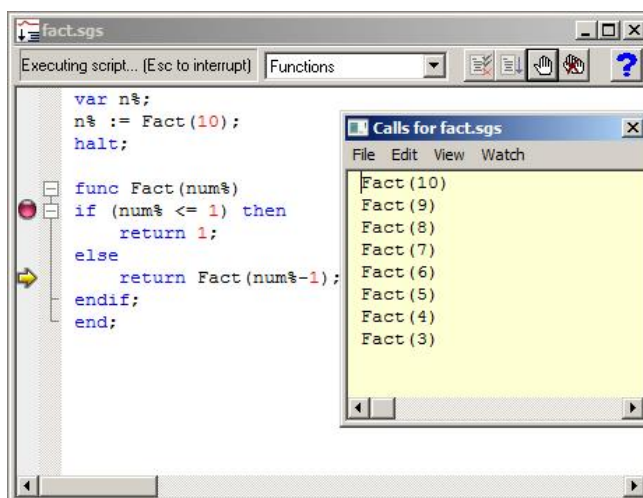 fact.sgs
Executing script... (Esc to interrupt) Functions
var n%;
n% := Fact(10);
halt;
func Fact(num%)
if (num% <= 1) then
return 1;
else
return Fact(num%-1);
endif;
end;
Calls for fact.sgs
File Edit View Watch
Fact(10)
Fact(9)
Fact(8)
Fact(7)
Fact(6)
Fact(5)
Fact(4)
Fact(3)